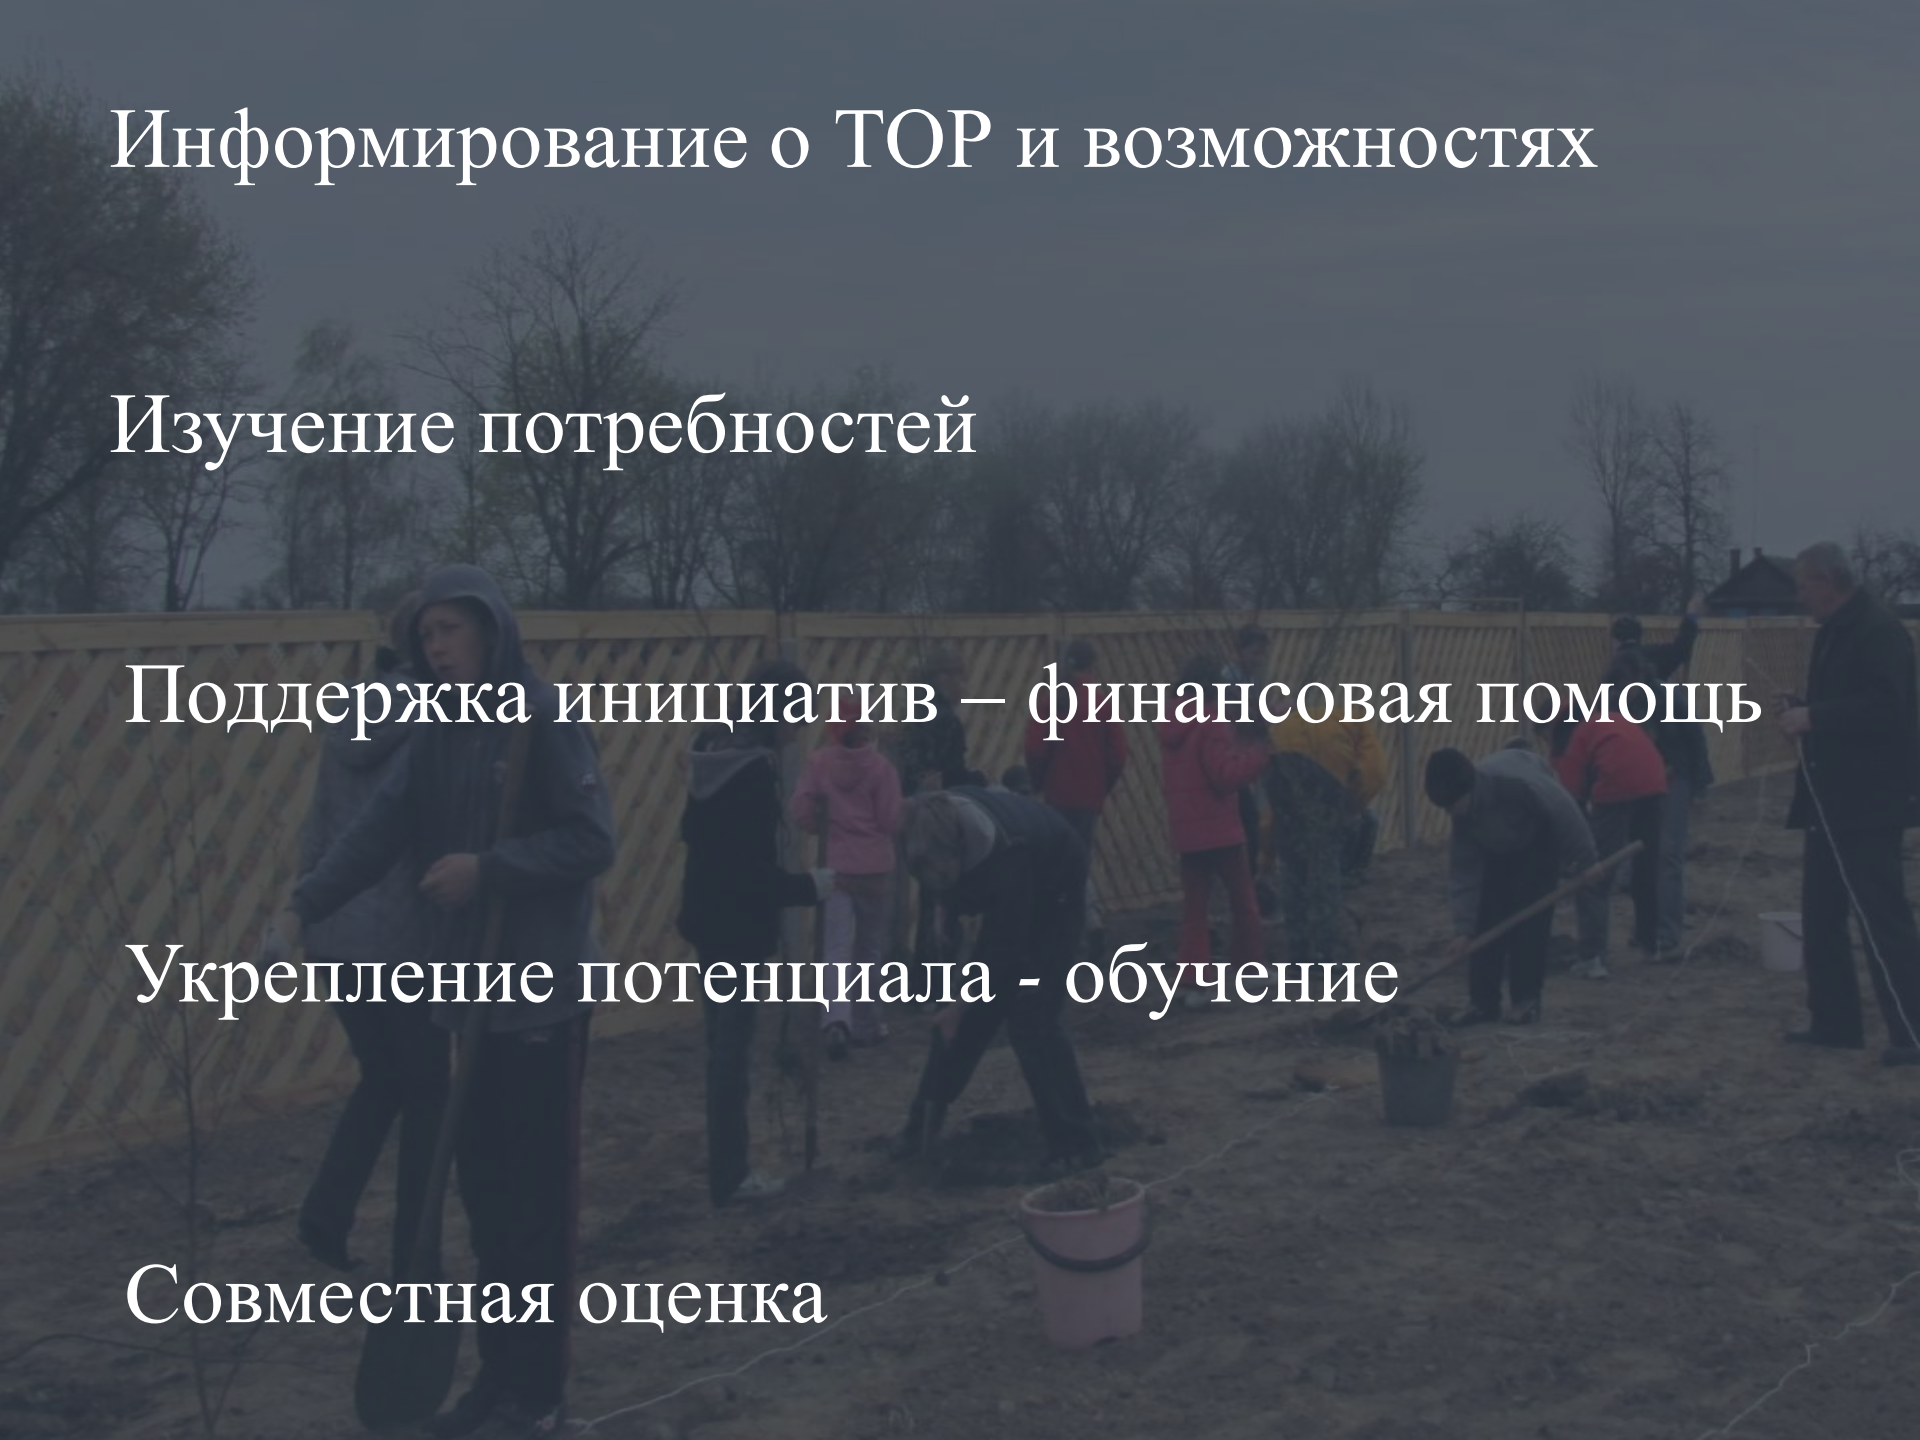 Информирование о ТОР и возможностях
Изучение потребностей
Поддержка инициатив – финансовая помощь
Укрепление потенциала - обучение
Совместная оценка